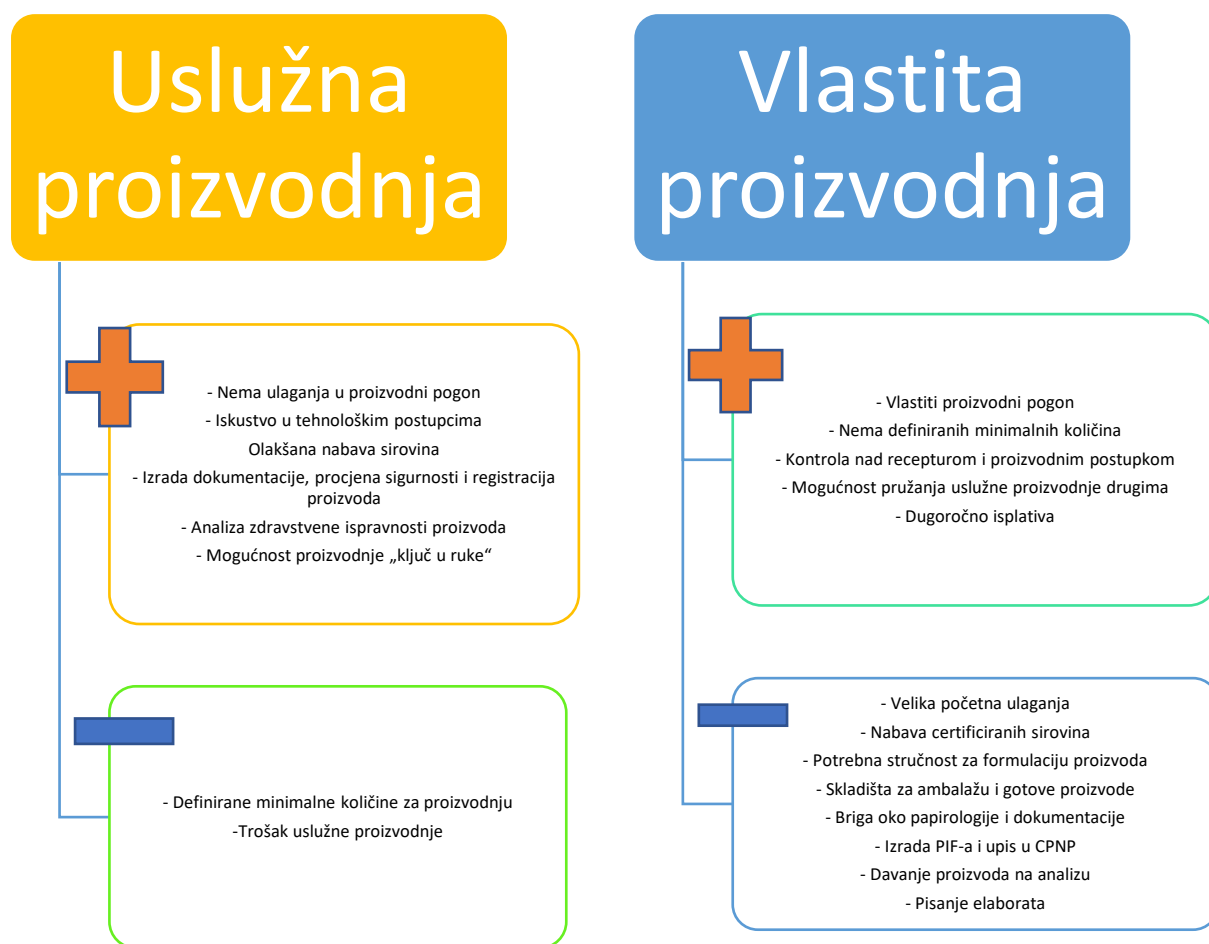 Uslužna
proizvodnja
- Nema ulaganja u proizvodni pogon
- Iskustvo u tehnološkim postupcima
Olakšana nabava sirovina
- Izrada dokumentacije, procjena sigurnosti i registracija
proizvoda
- Analiza zdravstvene ispravnosti proizvoda
- Mogućnost proizvodnje „ključ u ruke“
- Definirane minimalne količine za proizvodnju
-Trošak uslužne proizvodnje
Vlastita
proizvodnja
- Vlastiti proizvodni pogon
- Nema definiranih minimalnih količina
- Kontrola nad recepturom i proizvodnim postupkom
- Mogućnost pružanja uslužne proizvodnje drugima
- Dugoročno isplativa
- Velika početna ulaganja
- Nabava certificiranih sirovina
- Potrebna stručnost za formulaciju proizvoda
- Skladišta za ambalažu i gotove proizvode
- Briga oko papirologije i dokumentacije
- Izrada PIF-a i upis u CPNP
- Davanje proizvoda na analizu
- Pisanje elaborata